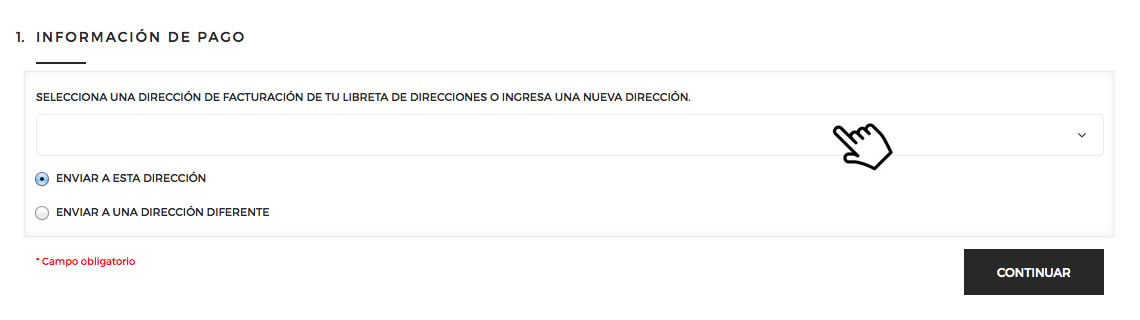 1. INFORMACIÓN DE PAGO
SELECCIONA UNA DIRECCIÓN DE FACTURACIÓN DE TU LIBRETA DE DIRECCIONES O INGRESA UNA NUEVA DIRECCIÓN.
ENVIAR A ESTA DIRECCIÓN
ENVIAR A UNA DIRECCIÓN DIFERENTE
* Campo obligatorio
CONTINUAR